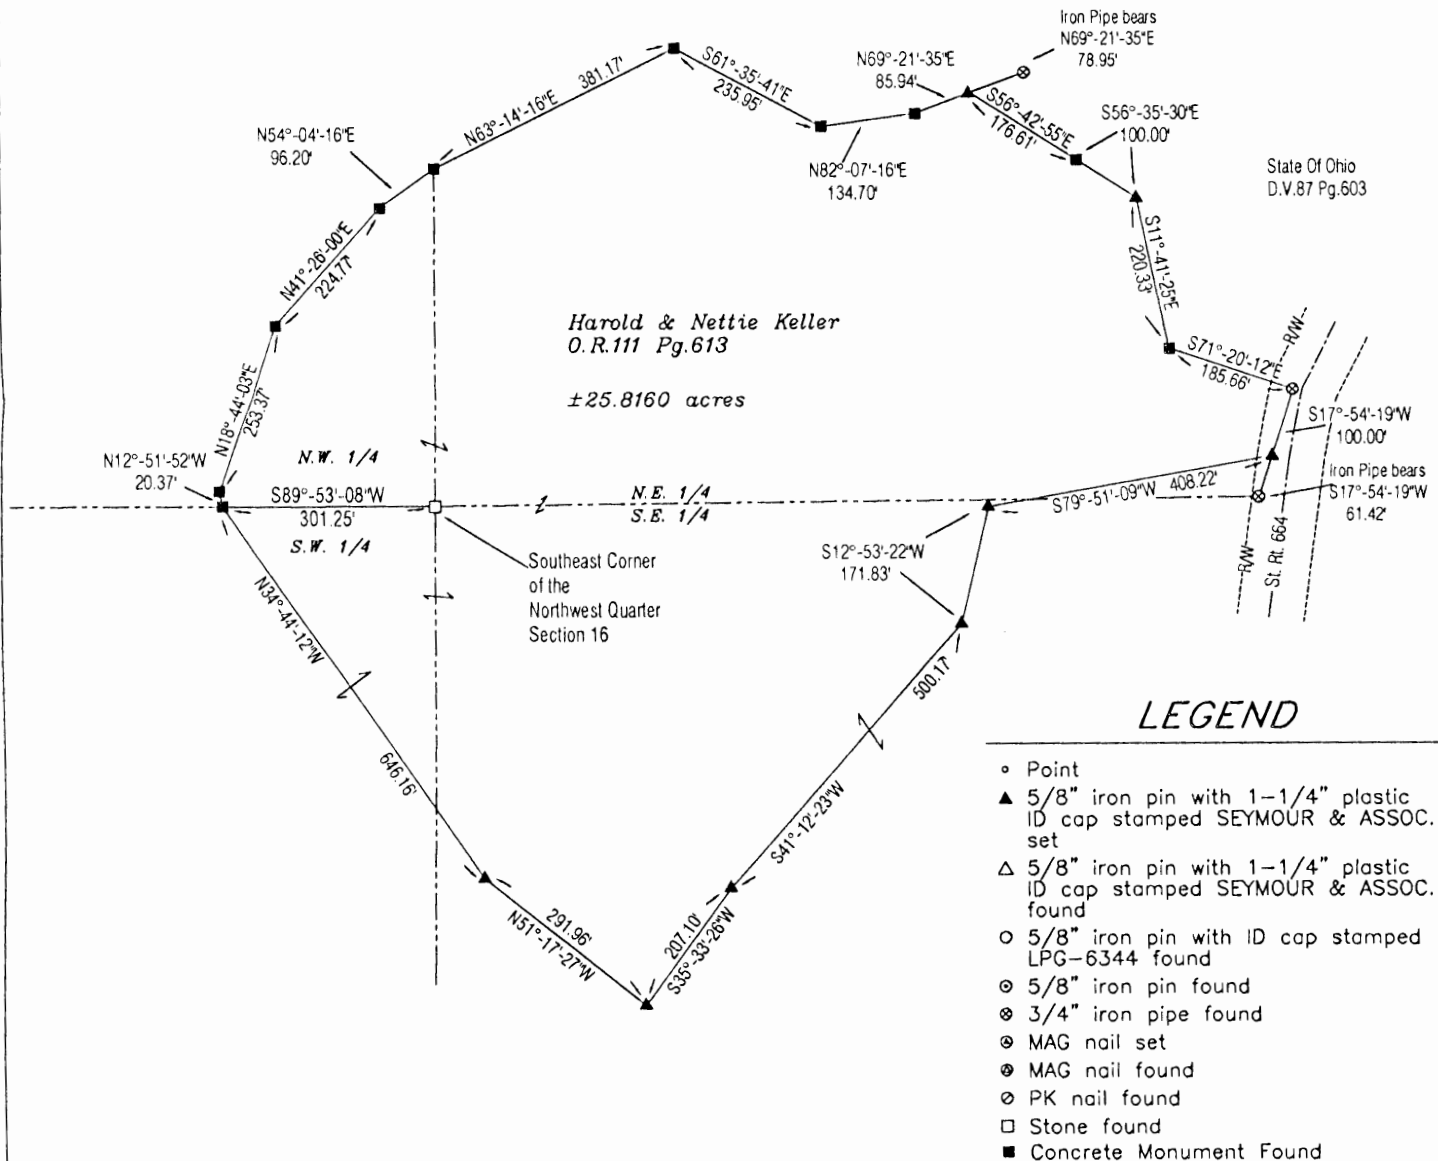 Iron Pipe bears
N69°-21'-35"E
78.95'
N69°-21'-35"E
85.94'
S61°-35'-41"E
235.95'
381.17'
N63°-14'-16"E
S56°-42'-55"E
176.61'
S56°-35'-30"E
100.00'
N54°-04'-16"E
96.20'
N82°-07'-16"E
134.70'
State Of Ohio
D.V.87 Pg.603
N41°-26'-00"E
224.77'
S11°-41'-25"E
220.33'
Harold & Nettie Keller
O.R.111 Pg.613
±25.8160 acres
R/W
S71°-20'-12"E
185.66'
N18°-44'-03"E
253.37'
S17°-54'-19"W
100.00'
N12°-51'-52"W
20.37'
N.W. 1/4
Iron Pipe bears
S17°-54'-19"W
61.42'
S89°-53'-08"W
301.25'
N.E. 1/4
S.E. 1/4
S79°-51'-09"W 408.22'
S.W. 1/4
R/W
St. Rt. 664
S12°-53'-22"W
171.83'
Southeast Corner
of the
Northwest Quarter
Section 16
N34°-44'-12"W
646.16'
500.17'
S41°-12'-23"W
291.96'
N51°-17'-27"W
207.10'
S35°-33'-26"W
LEGEND
Point
5/8" iron pin with 1-1/4" plastic
ID cap stamped SEYMOUR & ASSOC.
set
5/8" iron pin with 1-1/4" plastic
ID cap stamped SEYMOUR & ASSOC.
found
5/8" iron pin with ID cap stamped
LPG-6344 found
5/8" iron pin found
3/4" iron pipe found
MAG nail set
MAG nail found
PK nail found
Stone found
Concrete Monument Found